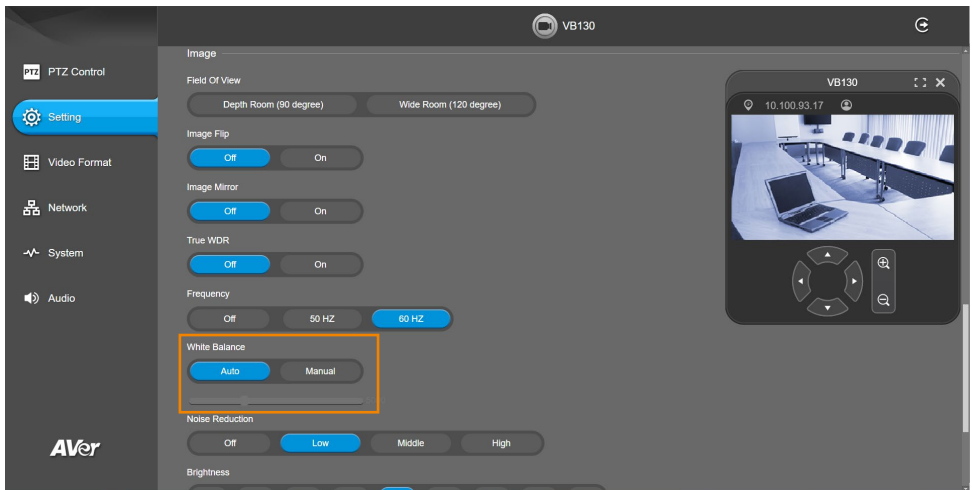 VB130
PTZ PTZ Control
Setting
Video Format
Network
System
Audio
AVer
Image
Field Of View
Depth Room (90 degree) Wide Room (120 degree)
Image Flip
Off On
Image Mirror
Off On
True WDR
Off On
Frequency
Off 50 HZ 60 HZ
White Balance
Auto Manual
Noise Reduction
Off Low Middle High
Brightness
VB130
10.100.93.17